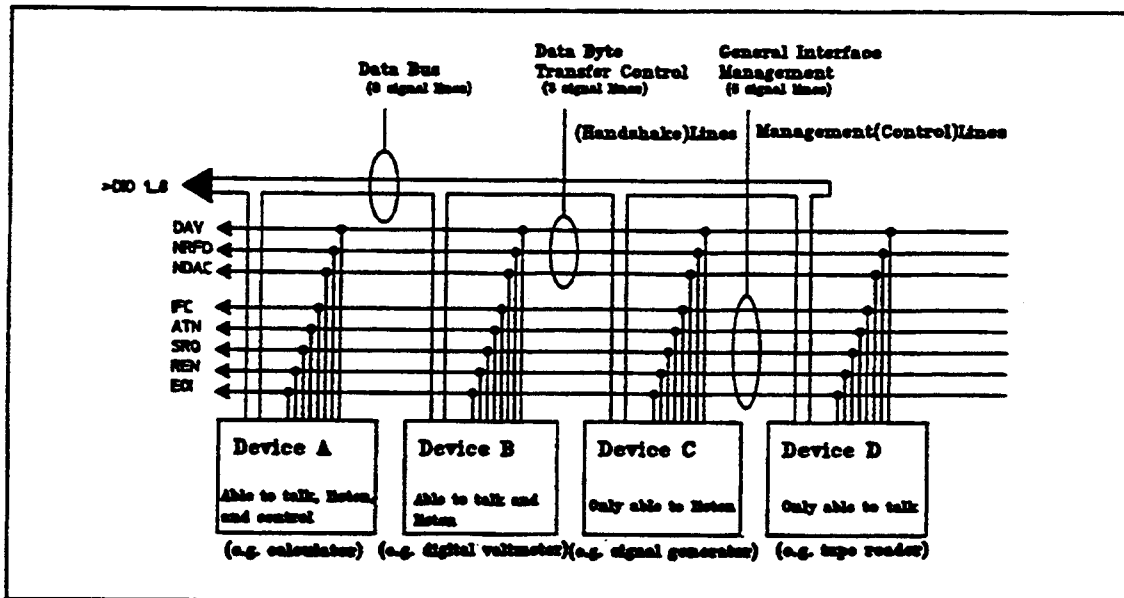 Data Bus
(8 signal lines)
Data Byte
Transfer Control
(3 signal lines)
General Interface
Management
(5 signal lines)
(Handshake)Lines
Management(Control)Lines
>DIO 1_8
DAY
NRFD
NDAC
IFC
ATN
SRQ
REN
EOI
Device A
Able to talk, listen,
and control
(e.g. calculator)
Device B
Able to talk and
listen
(e.g. digital voltmeter)
Device C
Only able to listen
(e.g. signal generator)
Device D
Only able to talk
(e.g. tape reader)